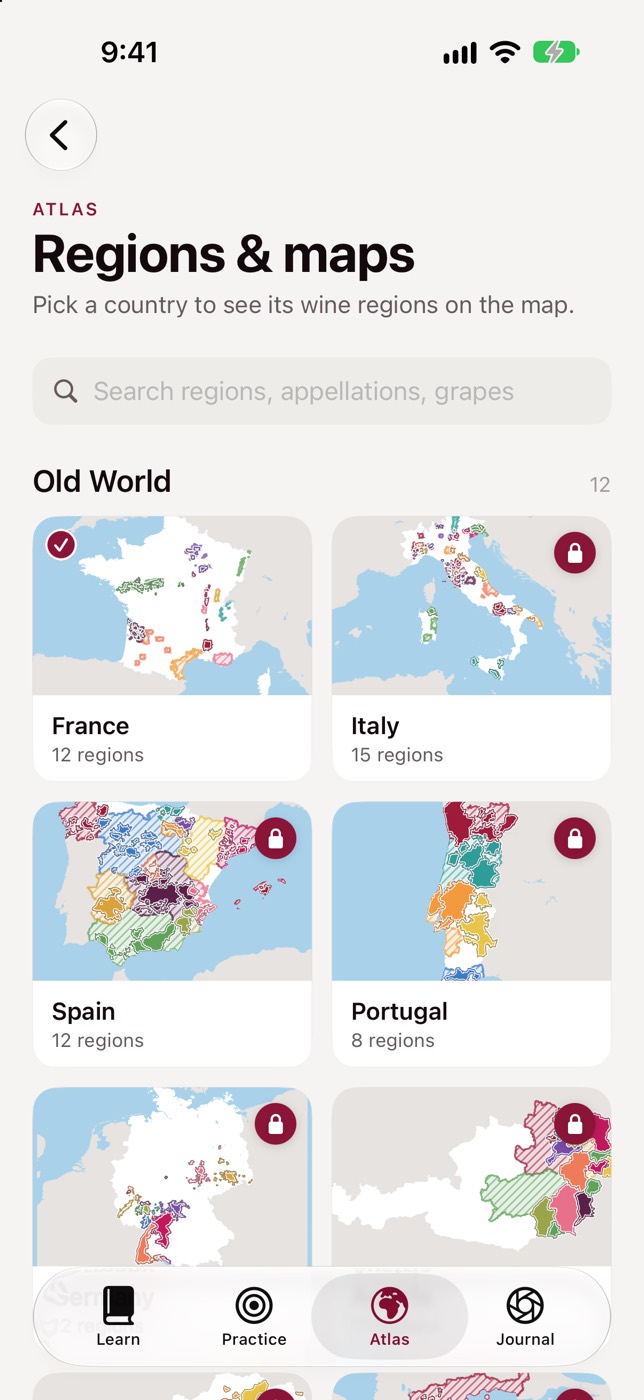 9:41
ATLAS
Regions & maps
Pick a country to see its wine regions on the map.
Search regions, appellations, grapes
Old World
12
France
12 regions
Italy
15 regions
Spain
12 regions
Portugal
8 regions
Germany
Learn
Practice
Atlas
Journal